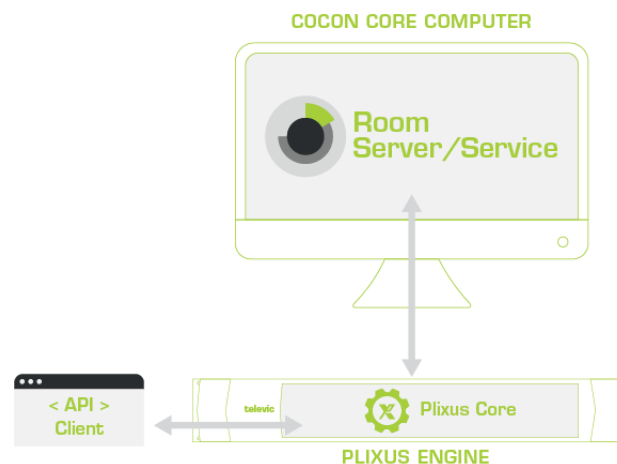 COCON CORE COMPUTER
Room
Server/Service
< API >
Client
televic
Plixus Core
PLIXUS ENGINE